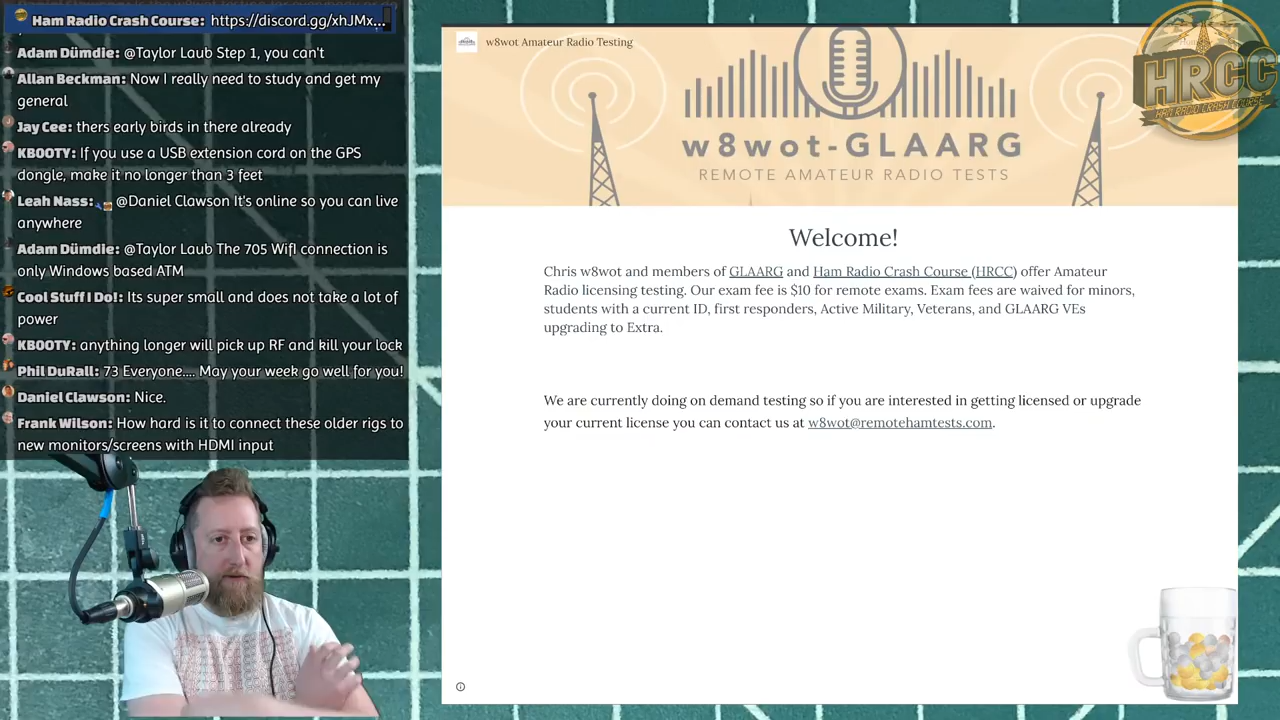 Ham Radio Crash Course: https://discord.gg/xhJMx...
Adam Dümdie: @Taylor Laub Step 1, you can't
Allan Beckman: Now I really need to study and get my
general
Jay Cee: thers early birds in there already
KB0OTY: If you use a USB extension cord on the GPS
dongle, make it no longer than 3 feet
Leah Nass: @Daniel Clawson It's online so you can live
anywhere
Adam Dümdie: @Taylor Laub The 705 WifI connection is
only Windows based ATM
Cool Stuff I Do!: Its super small and does not take a lot of
power
KB0OTY: anything longer will pick up RF and kill your lock
Phil DuRall: 73 Everyone.... May your week go well for you!
Daniel Clawson: Nice.
Frank Wilson: How hard is it to connect these older rigs to
new monitors/screens with HDMI input
w8wot Amateur Radio Testing
w8wot-GLAARG
REMOTE AMATEUR RADIO TESTS
HRCC
HAM RADIO CRASH COURSE
Welcome!
Chris w8wot and members of GLAARG and Ham Radio Crash Course (HRCC) offer Amateur
Radio licensing testing. Our exam fee is $10 for remote exams. Exam fees are waived for minors,
students with a current ID, first responders, Active Military, Veterans, and GLAARG VEs
upgrading to Extra.
We are currently doing on demand testing so if you are interested in getting licensed or upgrade
your current license you can contact us at w8wot@remotehamtests.com.